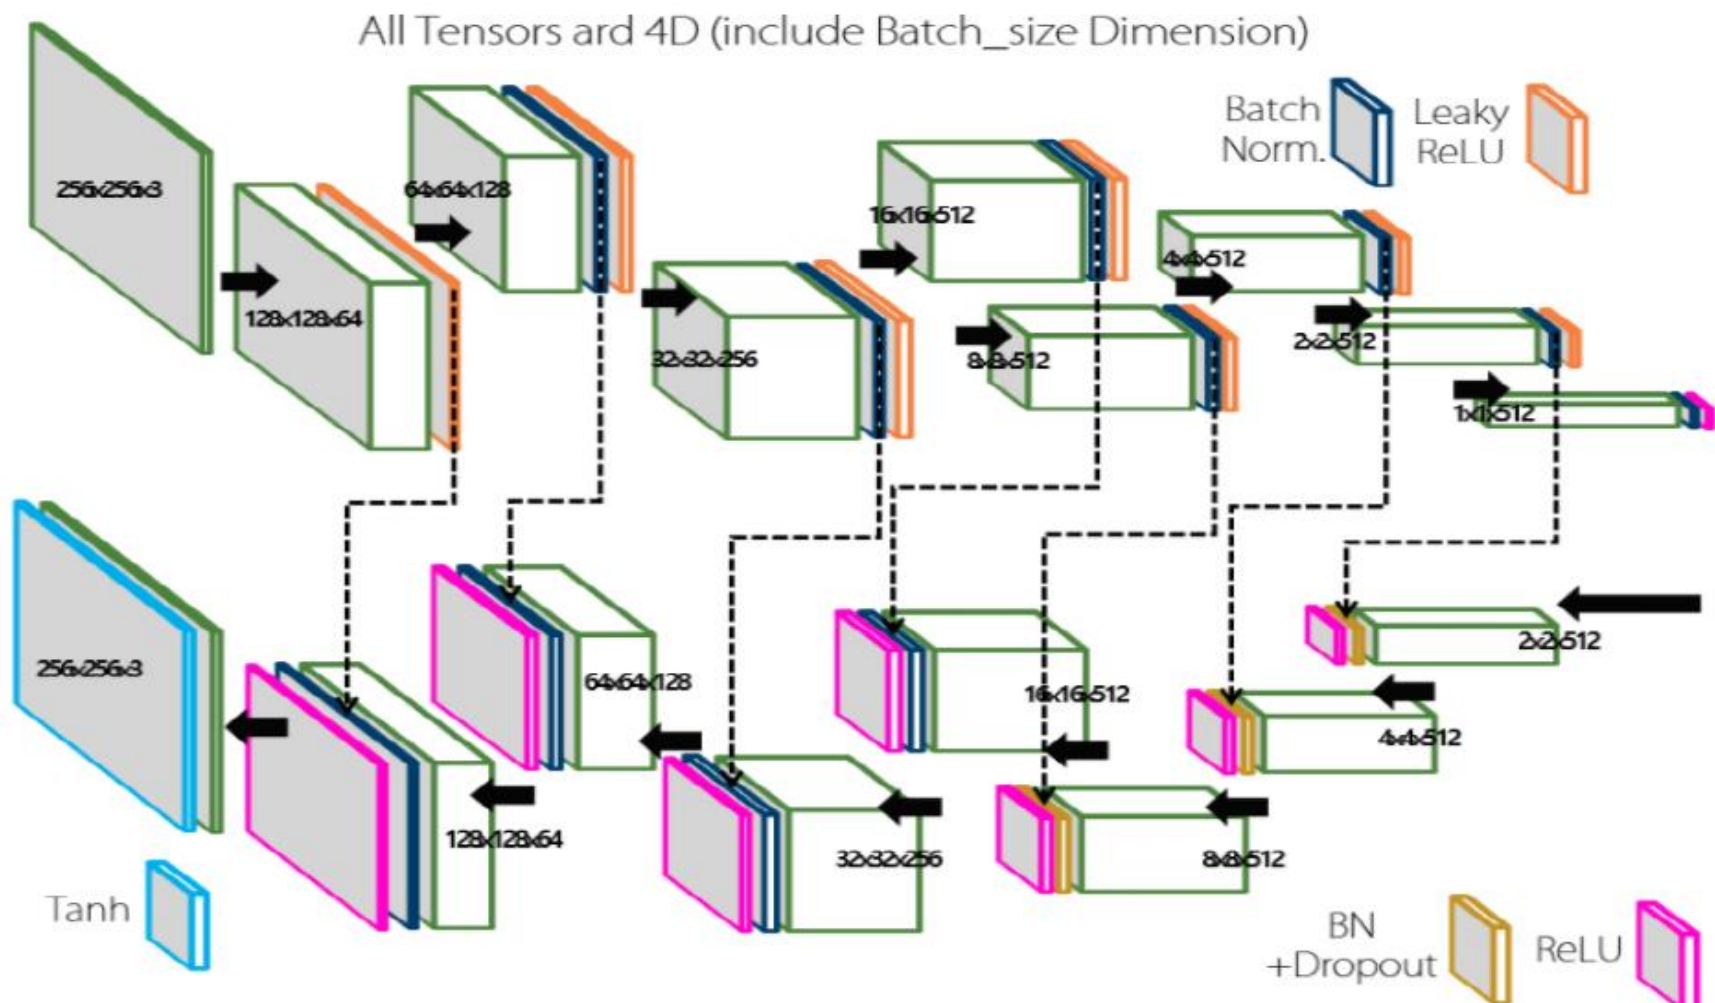 All Tensors ard 4D (include Batch_size Dimension)
Batch
Norm.
Leaky
ReLU
256x256x3
128x128x64
64x64x128
32x32x256
16x16x512
8x8x512
4x4x512
2x2x512
1x1x512
256x256x3
128x128x64
64x64x128
32x32x256
16x16x512
8x8x512
4x4x512
2x2x512
Tanh
BN
+Dropout
ReLU